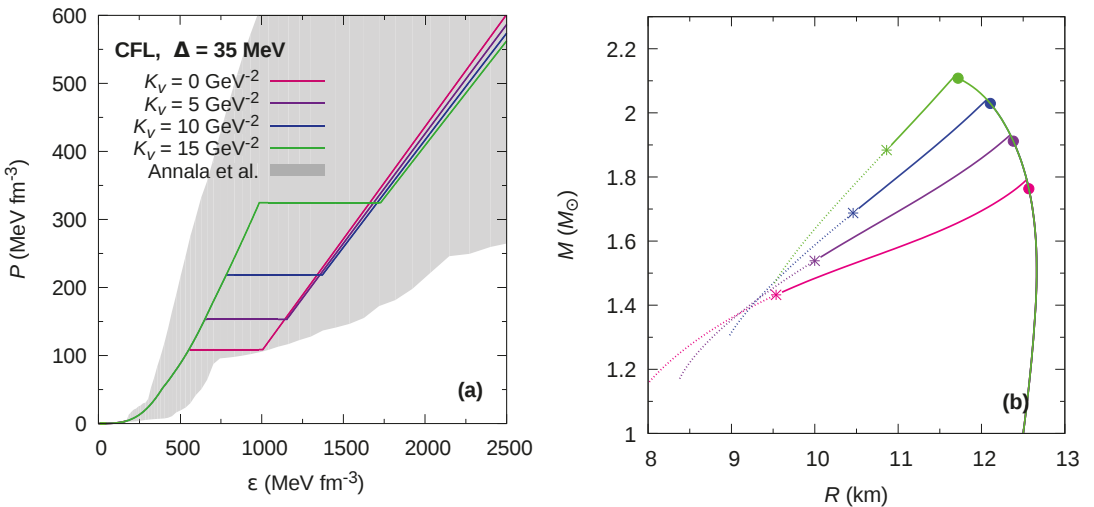 600
500
400
300
200
100
0
P (MeV fm⁻³)
CFL, Δ = 35 MeV
Kᵥ = 0 GeV⁻²
Kᵥ = 5 GeV⁻²
Kᵥ = 10 GeV⁻²
Kᵥ = 15 GeV⁻²
Annala et al.
(a)
0 500 1000 1500 2000 2500
ε (MeV fm⁻³)
2.2
2
1.8
1.6
1.4
1.2
1
M (M⊙)
(b)
8 9 10 11 12 13
R (km)